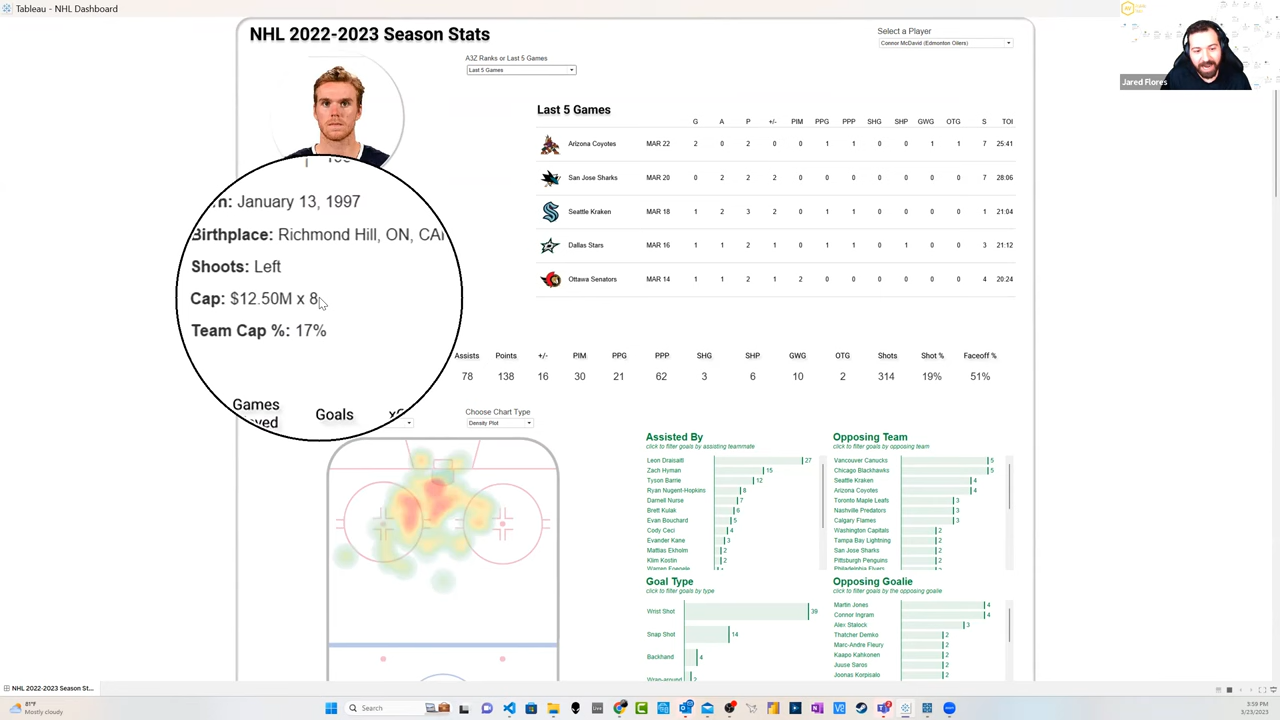 Tableau - NHL Dashboard
NHL 2022-2023 Season Stats
Select a Player
Connor McDavid (Edmonton Oilers)
A3Z Ranks or Last 5 Games
Last 5 Games
Jared Flores
Last 5 Games
G A P +/- PIM PPG PPP SHG SHP GWG OTG S TOI
Arizona Coyotes MAR 22 2 0 2 0 0 1 1 0 0 1 1 7 25:41
San Jose Sharks MAR 20 0 2 2 2 0 0 0 0 0 0 0 7 28:06
Seattle Kraken MAR 18 1 2 3 2 0 1 1 0 0 0 0 1 21:04
Dallas Stars MAR 16 1 1 2 1 0 1 1 0 1 0 0 3 21:12
Ottawa Senators MAR 14 1 1 2 1 2 0 0 0 0 0 0 4 20:24
January 13, 1997
Birthplace: Richmond Hill, ON, CA
Shoots: Left
Cap: $12.50M x 8
Team Cap %: 17%
Games
Goals
Assists Points +/- PIM PPG PPP SHG SHP GWG OTG Shots Shot % Faceoff %
78 138 16 30 21 62 3 6 10 2 314 19% 51%
Choose Chart Type
Density Plot
Assisted By
click to filter goals by assisting teammate
Leon Draisaitl 27
Zach Hyman 15
Tyson Barrie 12
Ryan Nugent-Hopkins 8
Darnell Nurse 7
Brett Kulak 6
Evan Bouchard 5
Cody Ceci 4
Evander Kane 3
Mattias Ekholm 2
Klim Kostin 2
Warren Foegele
Opposing Team
click to filter goals by opposing team
Vancouver Canucks 5
Chicago Blackhawks 5
Seattle Kraken 4
Arizona Coyotes 4
Toronto Maple Leafs 3
Nashville Predators 3
Calgary Flames 3
Washington Capitals 2
Tampa Bay Lightning 2
San Jose Sharks 2
Pittsburgh Penguins 2
Philadelphia Flyers
Goal Type
click to filter goals by type
Wrist Shot 39
Snap Shot 14
Backhand 4
Wrap-around 2
Opposing Goalie
click to filter goals by the opposing goalie
Martin Jones 4
Connor Ingram 4
Alex Stalock 3
Thatcher Demko 2
Marc-Andre Fleury 2
Kaapo Kahkonen 2
Juuse Saros 2
Joonas Korpisalo 2
NHL 2022-2023 Season St...
81°F
Mostly cloudy
Search
3:59 PM
3/23/2023